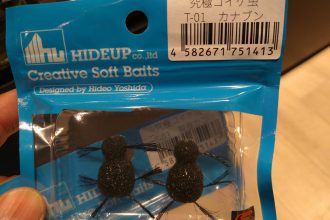 究極コイケ虫
T-01 カナブン
4 582671 751413
HIDEUP co.,ltd
Creative Soft Baits
Designed by Hideo Yoshida